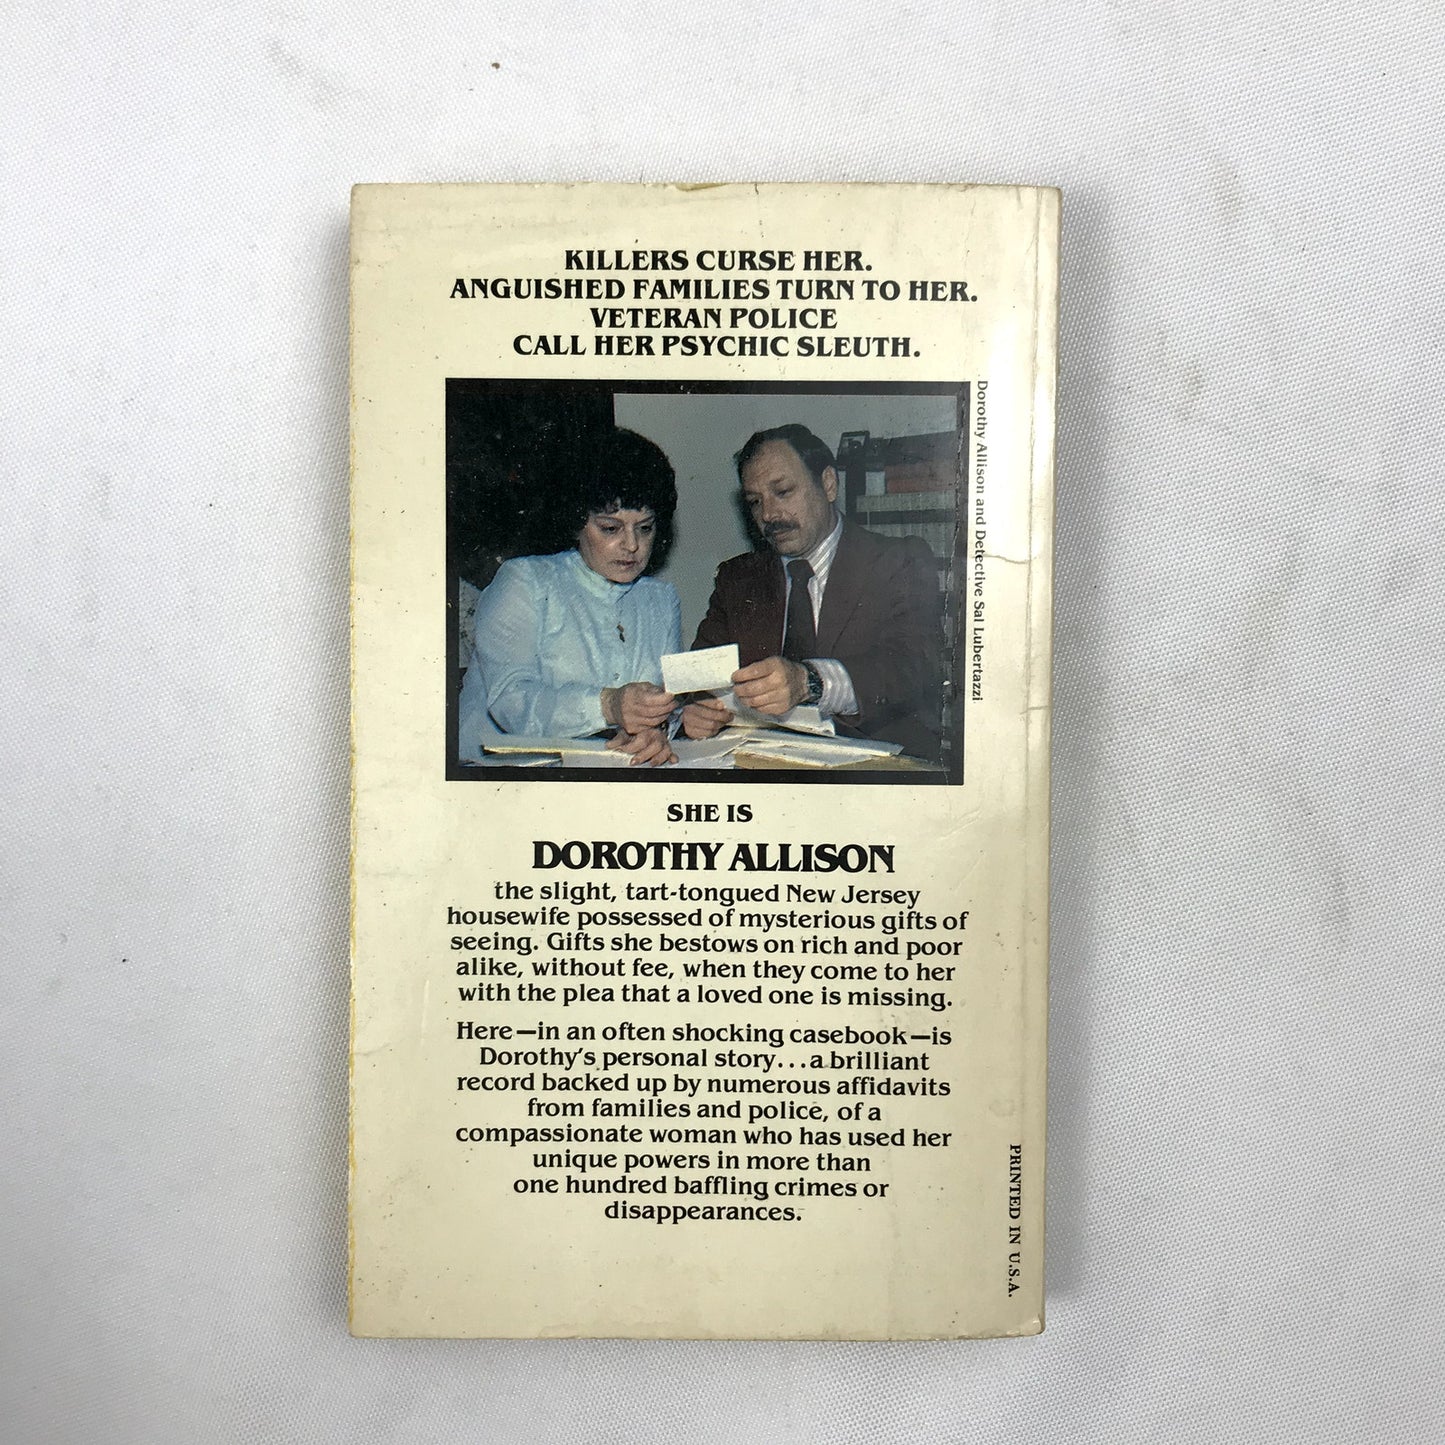 KILLERS CURSE HER.
ANGUISHED FAMILIES TURN TO HER.
VETERAN POLICE
CALL HER PSYCHIC SLEUTH.
Dorothy Allison and Detective Sal Lubertazzi
SHE IS
DOROTHY ALLISON
the slight, tart-tongued New Jersey
housewife possessed of mysterious gifts of
seeing. Gifts she bestows on rich and poor
alike, without fee, when they come to her
with the plea that a loved one is missing.
Here—in an often shocking casebook—is
Dorothy's personal story...a brilliant
record backed up by numerous affidavits
from families and police, of a
compassionate woman who has used her
unique powers in more than
one hundred baffling crimes or
disappearances.
PRINTED IN U.S.A.